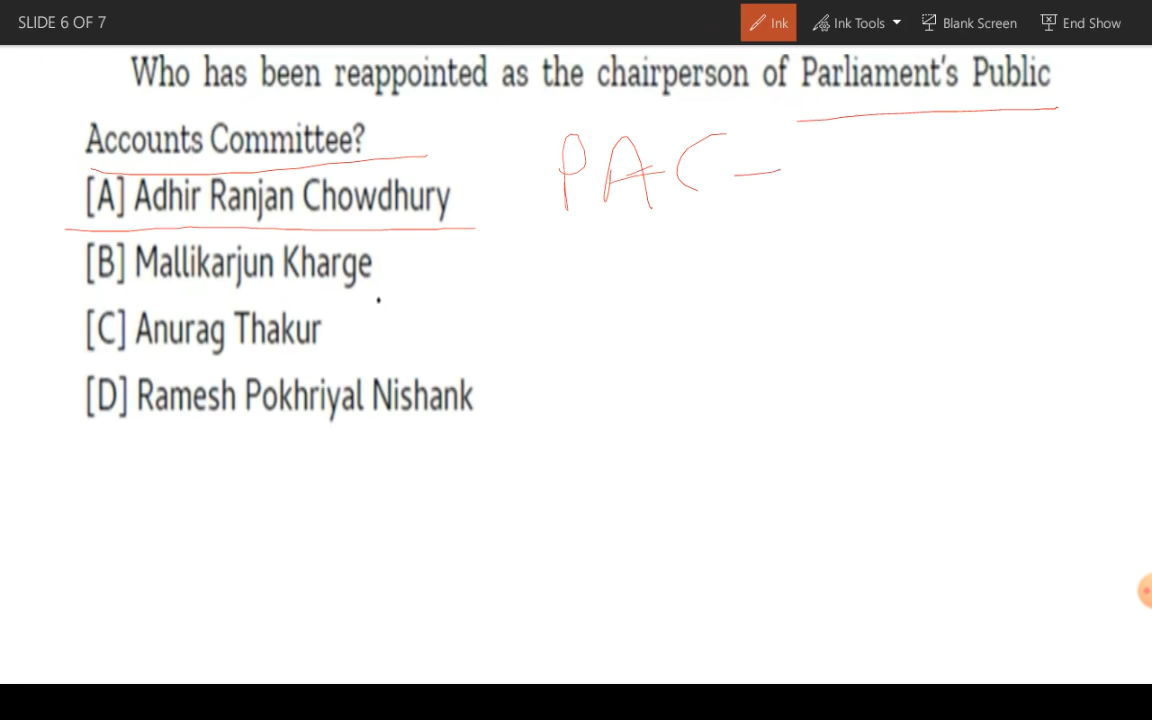 SLIDE 6 OF 7
Ink
Ink Tools
Blank Screen
End Show
Who has been reappointed as the chairperson of Parliament's Public
Accounts Committee?
PAC -
[A] Adhir Ranjan Chowdhury
[B] Mallikarjun Kharge
[C] Anurag Thakur
[D] Ramesh Pokhriyal Nishank